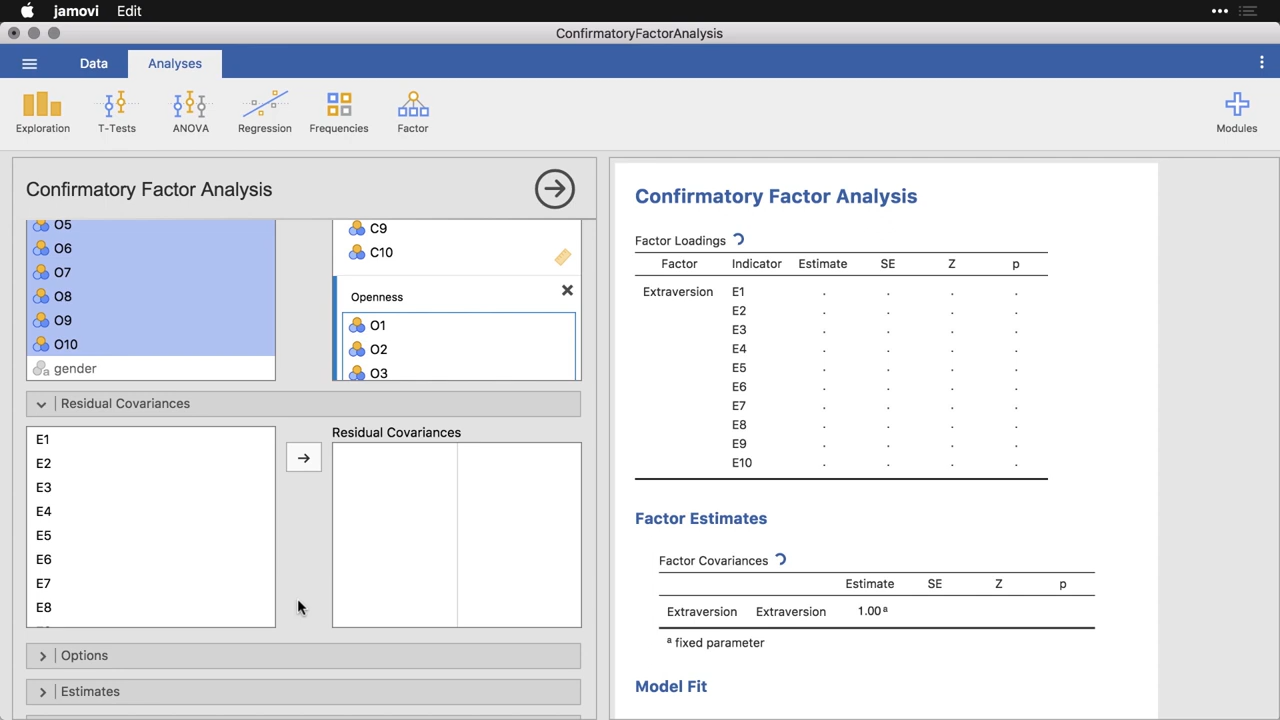 jamovi Edit
ConfirmatoryFactorAnalysis
Data Analyses
Exploration T-Tests ANOVA Regression Frequencies Factor Modules
Confirmatory Factor Analysis
O5
O6
O7
O8
O9
O10
gender
C9
C10
Openness
O1
O2
O3
Residual Covariances
E1
E2
E3
E4
E5
E6
E7
E8
Residual Covariances
Options
Estimates
Confirmatory Factor Analysis
Factor Loadings
Factor Indicator Estimate SE Z p
Extraversion E1 . . . .
E2 . . . .
E3 . . . .
E4 . . . .
E5 . . . .
E6 . . . .
E7 . . . .
E8 . . . .
E9 . . . .
E10 . . . .
Factor Estimates
Factor Covariances
Estimate SE Z p
Extraversion Extraversion 1.00 ᵃ
ᵃ fixed parameter
Model Fit